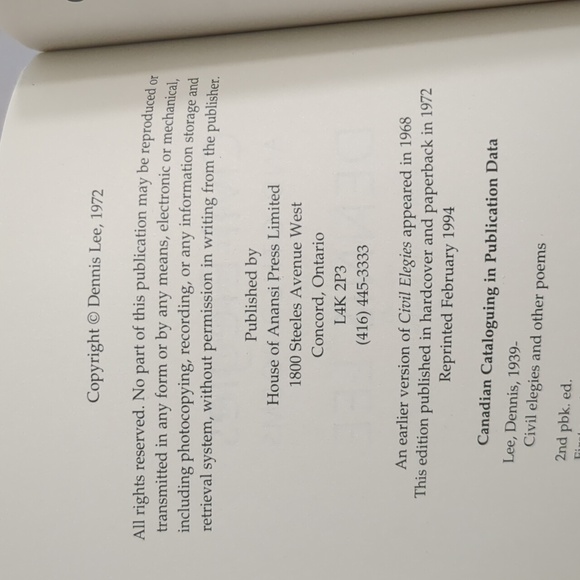 Copyright © Dennis Lee, 1972
All rights reserved. No part of this publication may be reproduced or
transmitted in any form or by any means, electronic or mechanical,
including photocopying, recording, or any information storage and
retrieval system, without permission in writing from the publisher.
Published by
House of Anansi Press Limited
1800 Steeles Avenue West
Concord, Ontario
L4K 2P3
(416) 445-3333
An earlier version of Civil Elegies appeared in 1968
This edition published in hardcover and paperback in 1972
Reprinted February 1994
Canadian Cataloguing in Publication Data
Lee, Dennis, 1939-
Civil elegies and other poems
2nd pbk. ed.